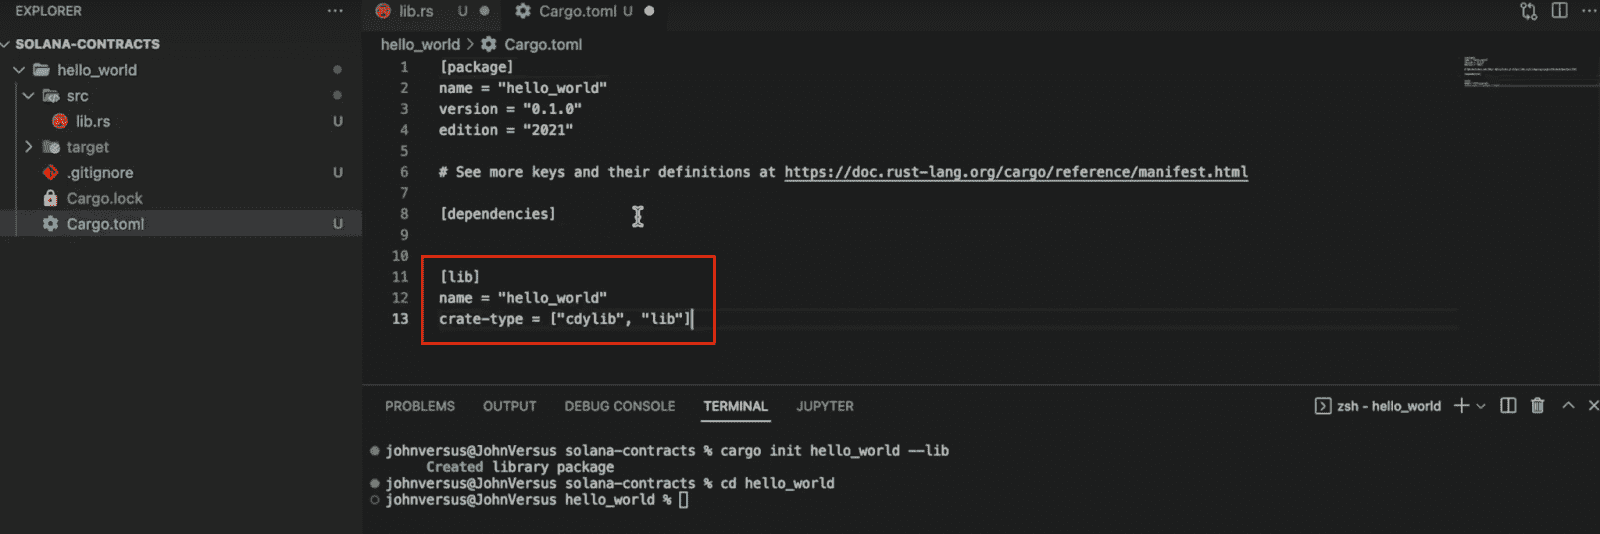 EXPLORER ...
SOLANA-CONTRACTS
hello_world
src
lib.rs U
target
.gitignore U
Cargo.lock
Cargo.toml U
lib.rs U
Cargo.toml U
hello_world > Cargo.toml
1 [package]
2 name = "hello_world"
3 version = "0.1.0"
4 edition = "2021"
5
6 # See more keys and their definitions at https://doc.rust-lang.org/cargo/reference/manifest.html
7
8 [dependencies]
9
10
11 [lib]
12 name = "hello_world"
13 crate-type = ["cdylib", "lib"]
PROBLEMS OUTPUT DEBUG CONSOLE TERMINAL JUPYTER
zsh - hello_world
johnversus@JohnVersus solana-contracts % cargo init hello_world --lib
Created library package
johnversus@JohnVersus solana-contracts % cd hello_world
johnversus@JohnVersus hello_world %